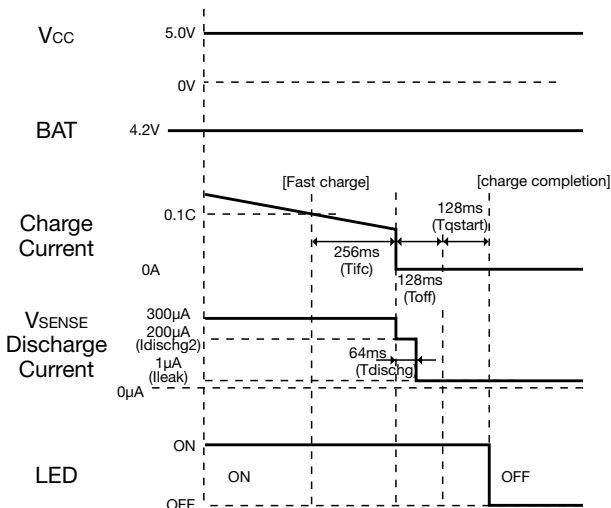 VCC
5.0V
0V
BAT
4.2V
[Fast charge]
[charge completion]
Charge
Current
0.1C
0A
256ms
(Tifc)
128ms
(Tqstart)
128ms
(Toff)
VSENSE
Discharge
Current
300µA
200µA
(Idischg2)
1µA
(Ileak)
0µA
64ms
(Tdischg)
LED
ON
OFF
ON
OFF